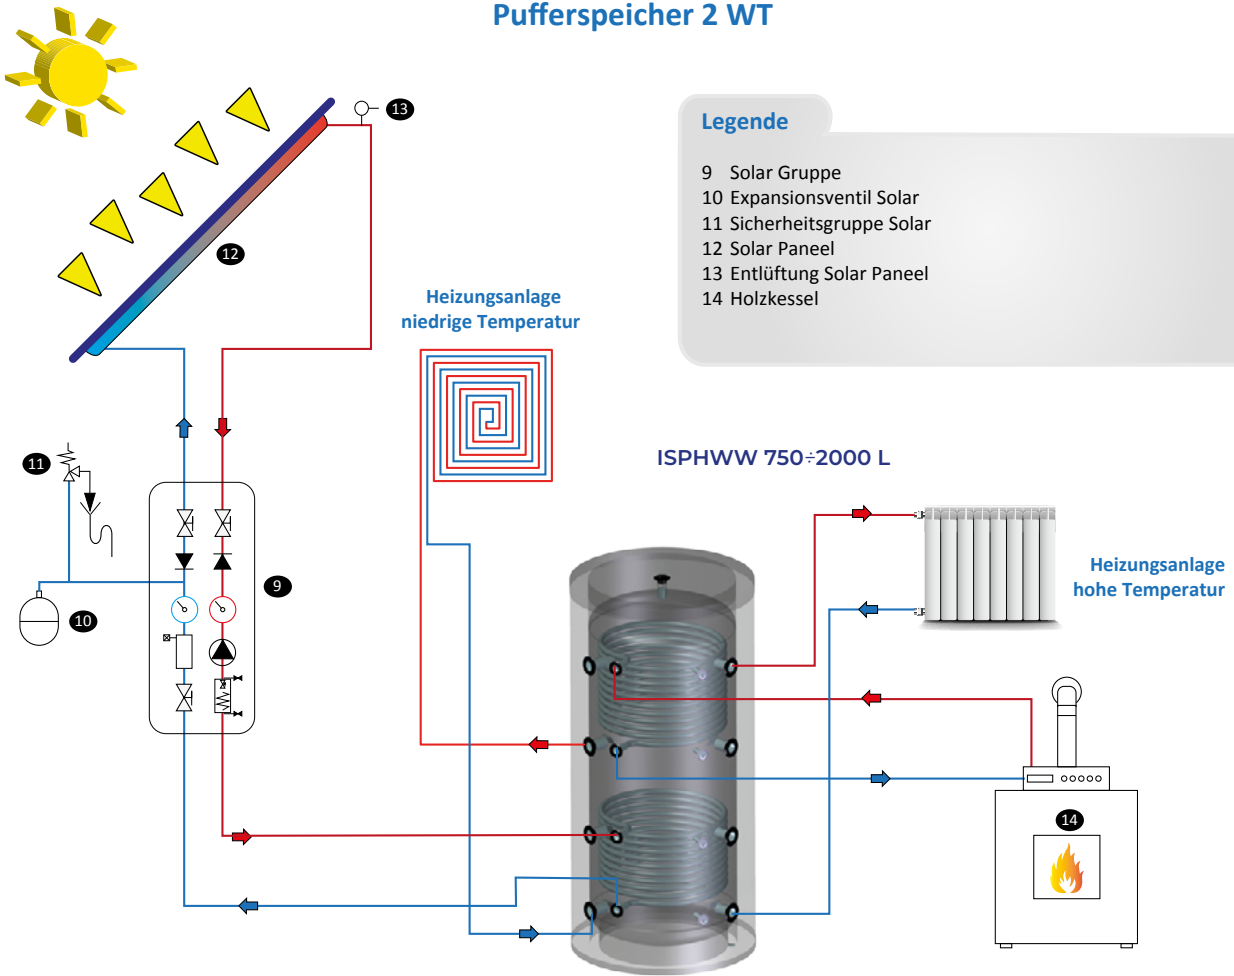 Pufferspeicher 2 WT
13
Legende
9 Solar Gruppe
10 Expansionsventil Solar
11 Sicherheitsgruppe Solar
12 Solar Paneel
13 Entlüftung Solar Paneel
14 Holzkessel
12
Heizungsanlage
niedrige Temperatur
11
ISPHWW 750÷2000 L
Heizungsanlage
hohe Temperatur
9
10
14